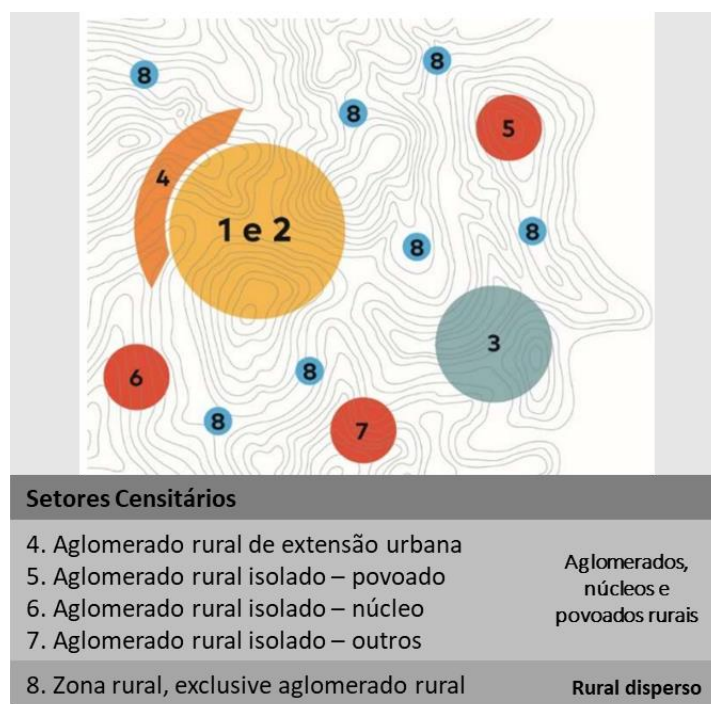 8
8
8
5
4
1 e 2
8
8
3
8
6
8
7
Setores Censitários
4. Aglomerado rural de extensão urbana
5. Aglomerado rural isolado – povoado
6. Aglomerado rural isolado – núcleo
7. Aglomerado rural isolado – outros
Aglomerados,
núcleos e
povoados rurais
8. Zona rural, exclusive aglomerado rural
Rural disperso